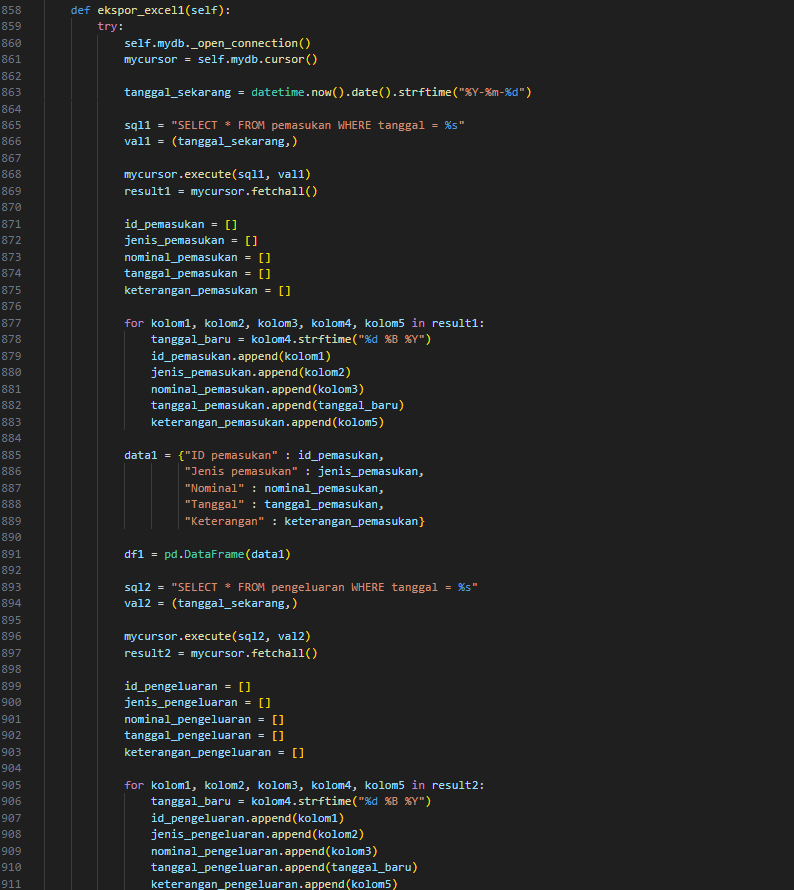 858 def ekspor_excel1(self):
859 try:
860 self.mydb._open_connection()
861 mycursor = self.mydb.cursor()
862
863 tanggal_sekarang = datetime.now().date().strftime("%Y-%m-%d")
864
865 sql1 = "SELECT * FROM pemasukan WHERE tanggal = %s"
866 val1 = (tanggal_sekarang,)
867
868 mycursor.execute(sql1, val1)
869 result1 = mycursor.fetchall()
870
871 id_pemasukan = []
872 jenis_pemasukan = []
873 nominal_pemasukan = []
874 tanggal_pemasukan = []
875 keterangan_pemasukan = []
876
877 for kolom1, kolom2, kolom3, kolom4, kolom5 in result1:
878 tanggal_baru = kolom4.strftime("%d %B %Y")
879 id_pemasukan.append(kolom1)
880 jenis_pemasukan.append(kolom2)
881 nominal_pemasukan.append(kolom3)
882 tanggal_pemasukan.append(tanggal_baru)
883 keterangan_pemasukan.append(kolom5)
884
885 data1 = {"ID pemasukan" : id_pemasukan,
886 "Jenis pemasukan" : jenis_pemasukan,
887 "Nominal" : nominal_pemasukan,
888 "Tanggal" : tanggal_pemasukan,
889 "Keterangan" : keterangan_pemasukan}
890
891 df1 = pd.DataFrame(data1)
892
893 sql2 = "SELECT * FROM pengeluaran WHERE tanggal = %s"
894 val2 = (tanggal_sekarang,)
895
896 mycursor.execute(sql2, val2)
897 result2 = mycursor.fetchall()
898
899 id_pengeluaran = []
900 jenis_pengeluaran = []
901 nominal_pengeluaran = []
902 tanggal_pengeluaran = []
903 keterangan_pengeluaran = []
904
905 for kolom1, kolom2, kolom3, kolom4, kolom5 in result2:
906 tanggal_baru = kolom4.strftime("%d %B %Y")
907 id_pengeluaran.append(kolom1)
908 jenis_pengeluaran.append(kolom2)
909 nominal_pengeluaran.append(kolom3)
910 tanggal_pengeluaran.append(tanggal_baru)
911 keterangan_pengeluaran.append(kolom5)